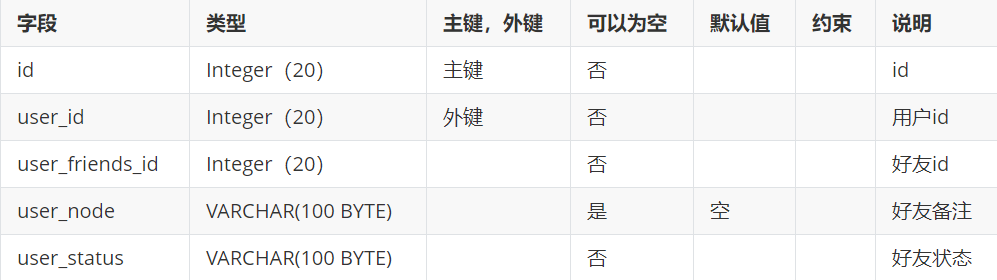 字段 类型 主键，外键 可以为空 默认值 约束 说明
id Integer（20） 主键 否 id
user_id Integer（20） 外键 否 用户id
user_friends_id Integer（20） 否 好友id
user_node VARCHAR(100 BYTE) 是 空 好友备注
user_status VARCHAR(100 BYTE) 否 好友状态